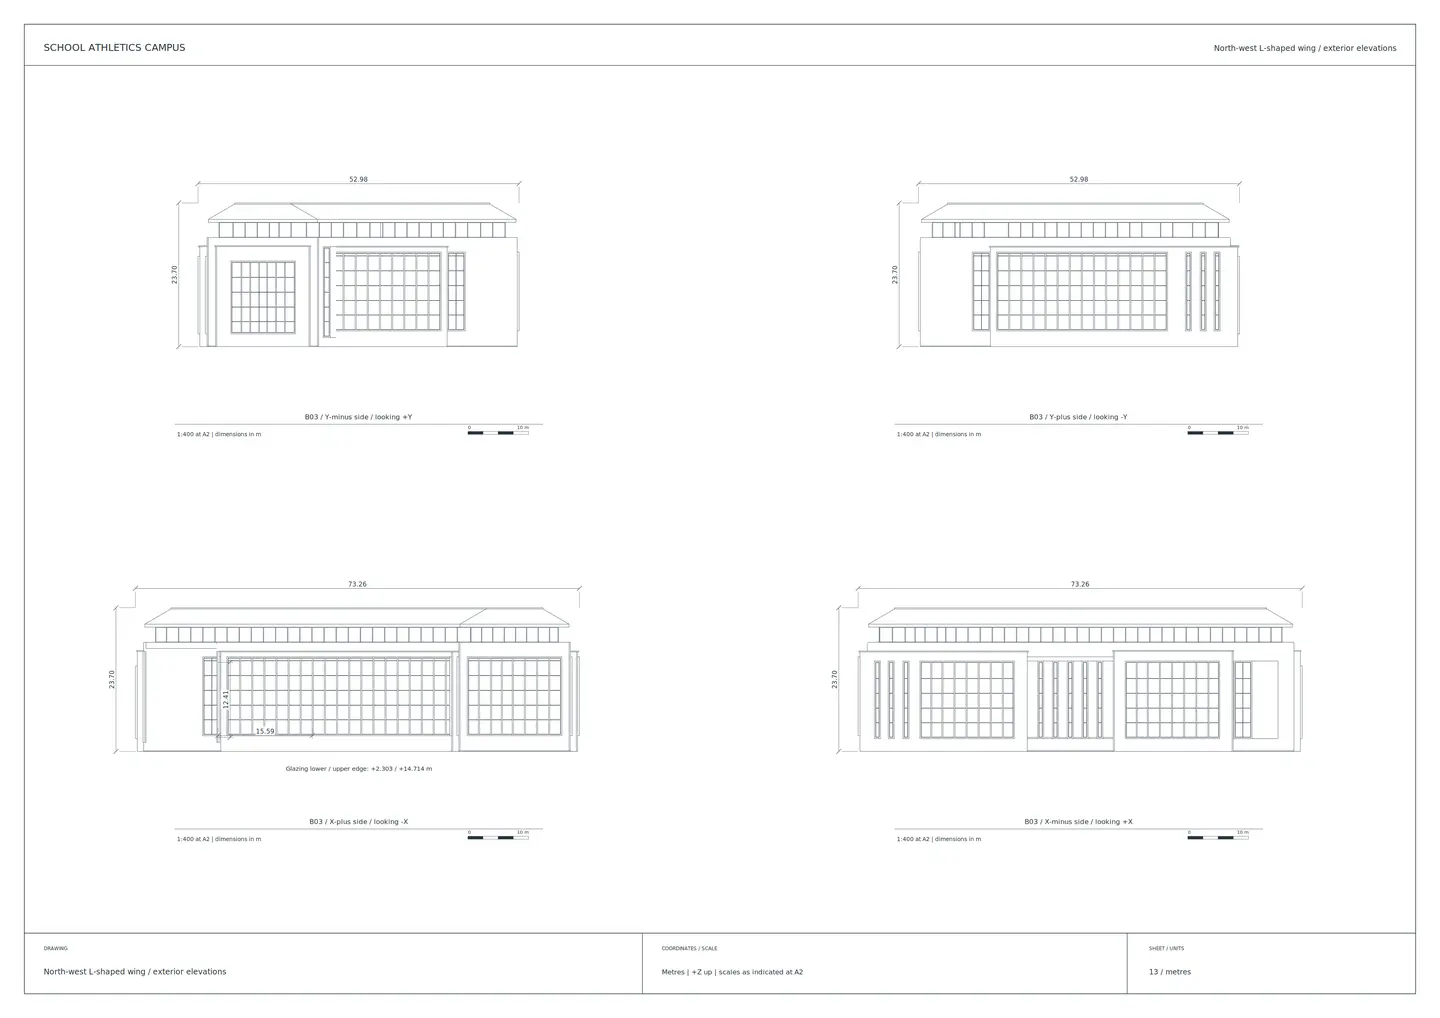 SCHOOL ATHLETICS CAMPUS
North-west L-shaped wing / exterior elevations
52.98
23.70
B03 / Y-minus side / looking +Y
1:400 at A2 | dimensions in m
0 10 m
52.98
23.70
B03 / Y-plus side / looking -Y
1:400 at A2 | dimensions in m
0 10 m
73.26
23.70
12.41
15.59
Glazing lower / upper edge: +2.303 / +14.714 m
B03 / X-plus side / looking -X
1:400 at A2 | dimensions in m
0 10 m
73.26
23.70
B03 / X-minus side / looking +X
1:400 at A2 | dimensions in m
0 10 m
DRAWING
North-west L-shaped wing / exterior elevations
COORDINATES / SCALE
Metres | +Z up | scales as indicated at A2
SHEET / UNITS
13 / metres